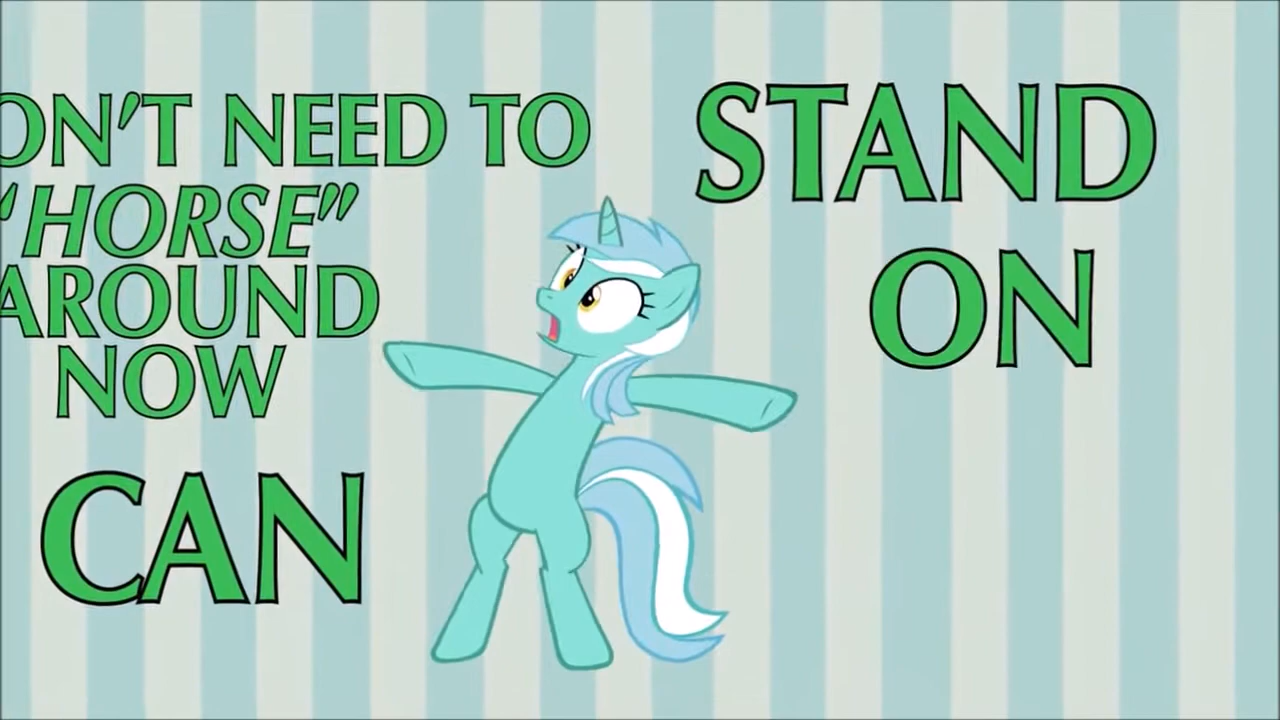 ON'T NEED TO
"HORSE"
AROUND
NOW
CAN
STAND
ON